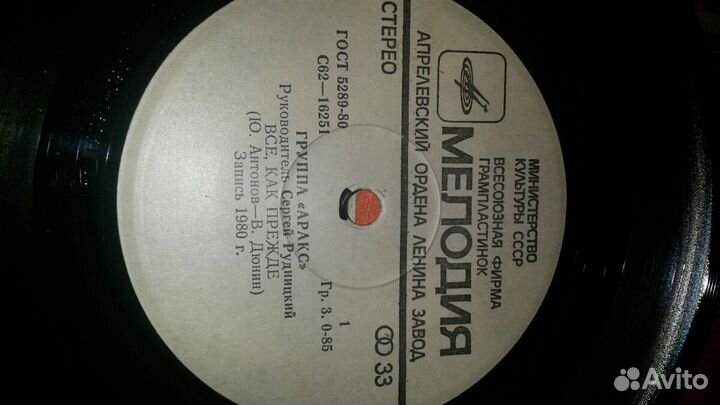 МИНИСТЕРСТВО
КУЛЬТУРЫ СССР
ВСЕСОЮЗНАЯ ФИРМА
ГРАМПЛАСТИНОК
МЕЛОДИЯ
АПРЕЛЕВСКИЙ ОРДЕНА ЛЕНИНА ЗАВОД
СТЕРЕО 33
ГОСТ 5289-80 1
С62—16251 Гр. 3. 0-85
ГРУППА «АРАКС»
Руководитель Сергей Рудницкий
ВСЕ, КАК ПРЕЖДЕ
(Ю. Антонов—В. Дюнин)
Запись 1980 г.
Avito